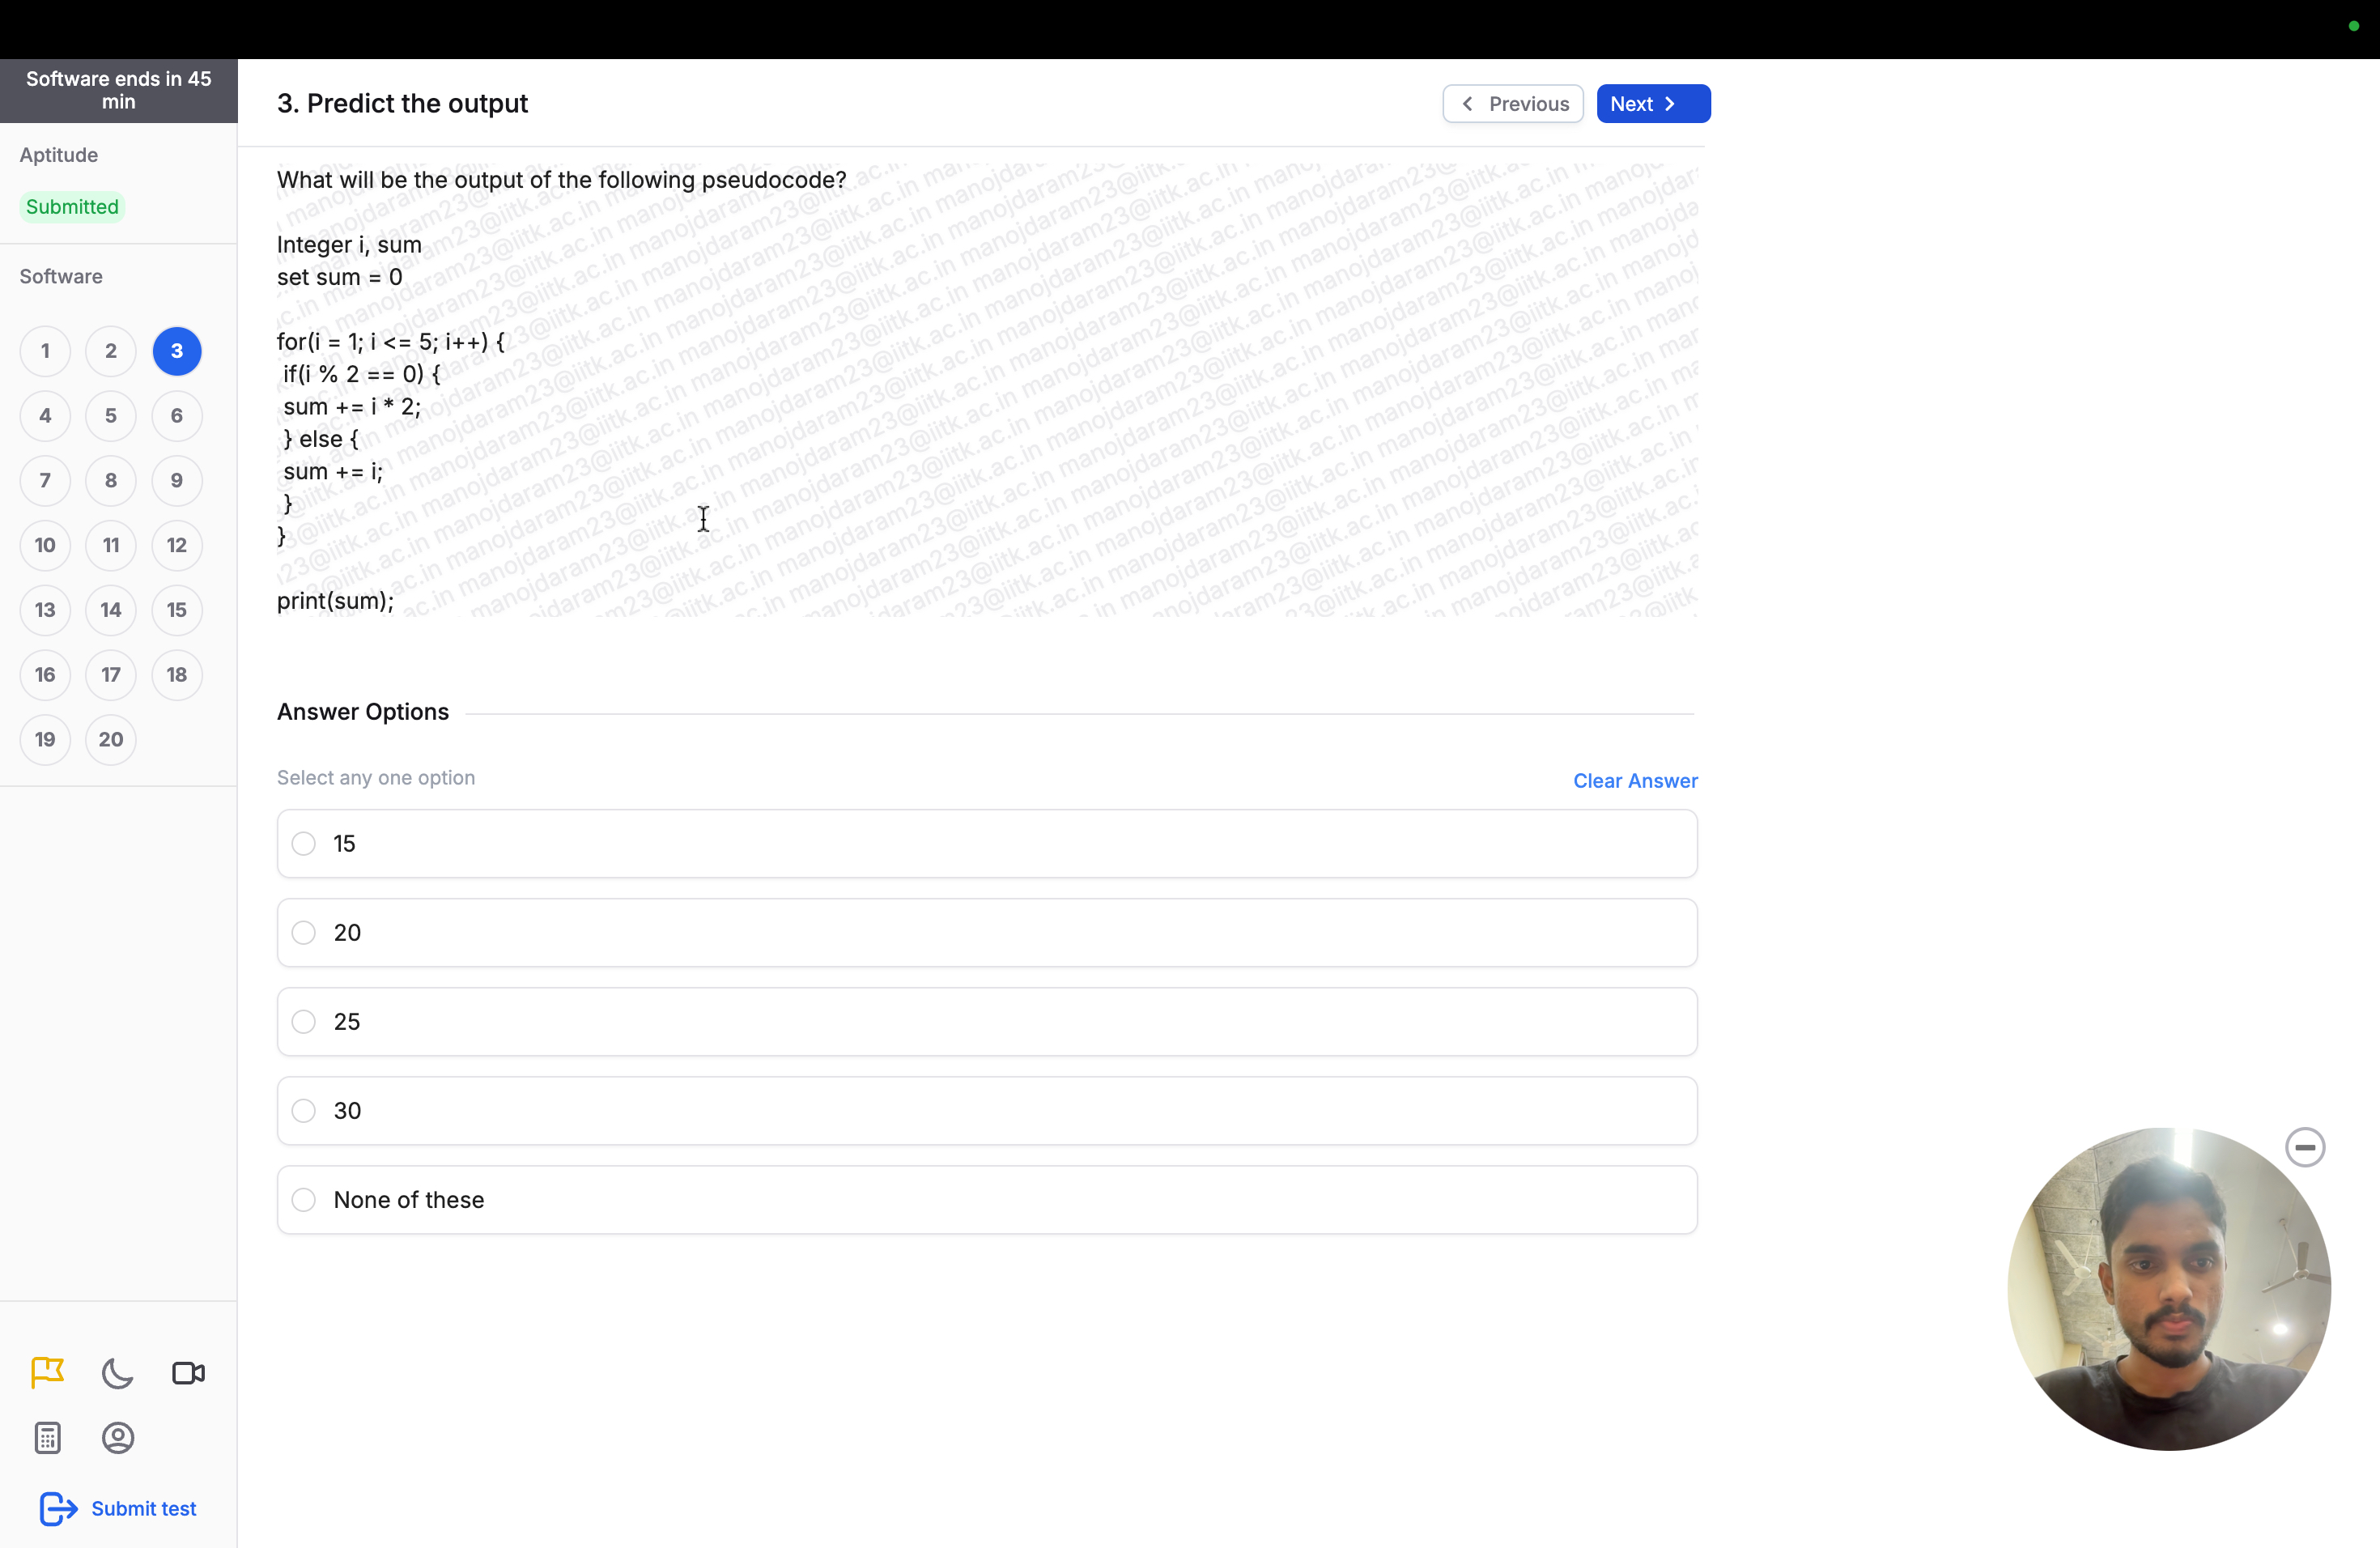 Software ends in 45
min
Aptitude
Submitted
Software
1 2 3
4 5 6
7 8 9
10 11 12
13 14 15
16 17 18
19 20
Submit test
3. Predict the output
Previous
Next
What will be the output of the following pseudocode?
Integer i, sum
set sum = 0
for(i = 1; i <= 5; i++) {
if(i % 2 == 0) {
sum += i * 2;
} else {
sum += i;
}
}
print(sum);
manojdaram23@iitk.ac.in
Answer Options
Select any one option
Clear Answer
15
20
25
30
None of these